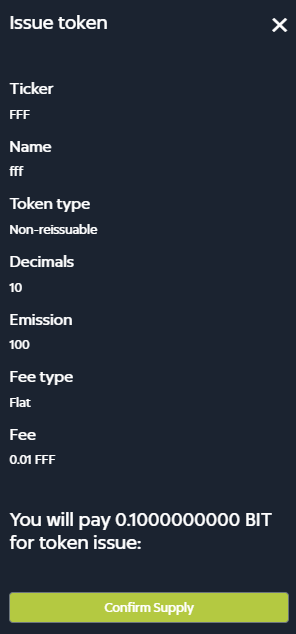 Issue token
Ticker
FFF
Name
fff
Token type
Non-reissuable
Decimals
10
Emission
100
Fee type
Flat
Fee
0.01 FFF
You will pay 0.1000000000 BIT
for token issue:
Confirm Supply